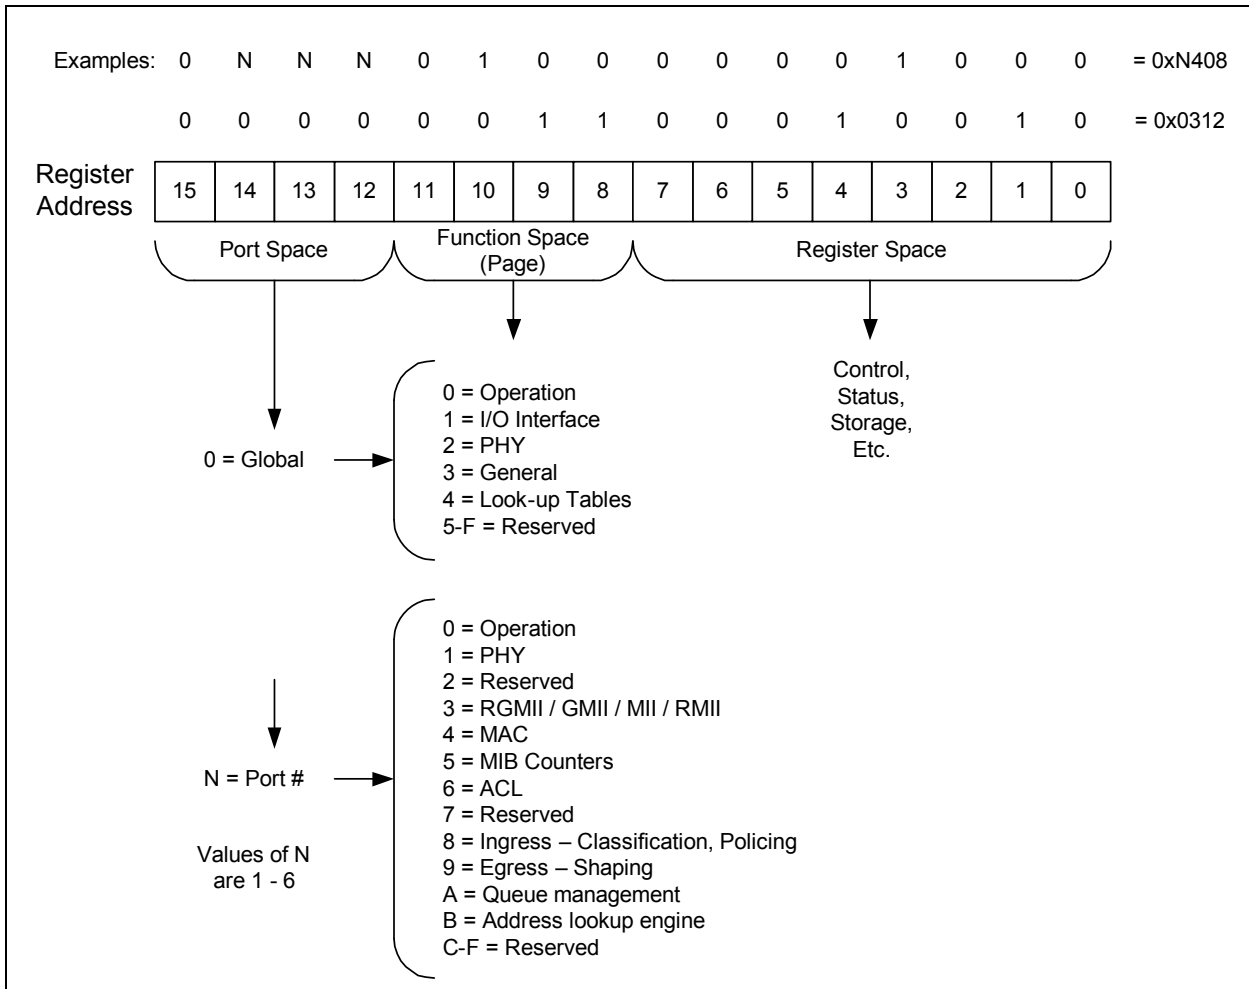 Examples: 0 N N N 0 1 0 0 0 0 0 0 1 0 0 0 = 0xN408
0 0 0 0 0 0 1 1 0 0 0 1 0 0 1 0 = 0x0312
Register
Address
15 14 13 12 11 10 9 8 7 6 5 4 3 2 1 0
Port Space
Function Space
(Page)
Register Space
Control,
Status,
Storage,
Etc.
0 = Global
0 = Operation
1 = I/O Interface
2 = PHY
3 = General
4 = Look-up Tables
5-F = Reserved
N = Port #
Values of N
are 1 - 6
0 = Operation
1 = PHY
2 = Reserved
3 = RGMII / GMII / MII / RMII
4 = MAC
5 = MIB Counters
6 = ACL
7 = Reserved
8 = Ingress – Classification, Policing
9 = Egress – Shaping
A = Queue management
B = Address lookup engine
C-F = Reserved